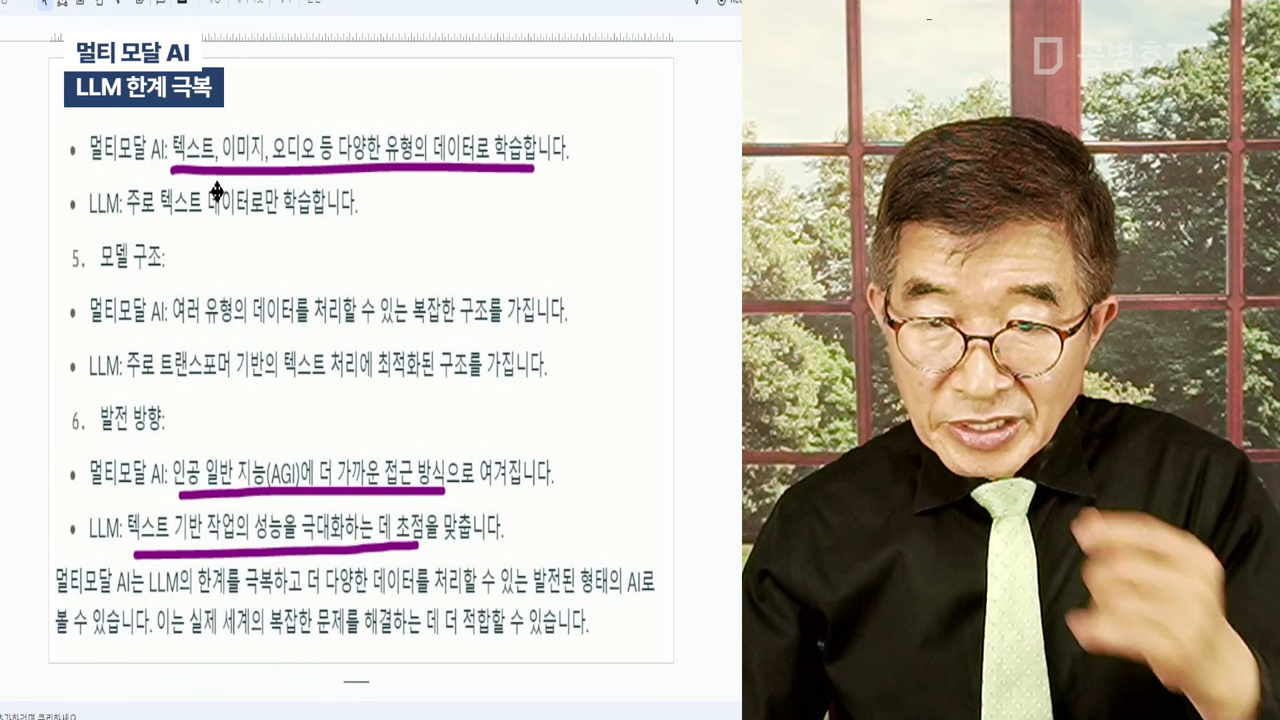 멀티 모달 AI
LLM 한계 극복
• 멀티모달 AI: 텍스트, 이미지, 오디오 등 다양한 유형의 데이터로 학습합니다.
• LLM: 주로 텍스트 데이터로만 학습합니다.
5. 모델 구조:
• 멀티모달 AI: 여러 유형의 데이터를 처리할 수 있는 복잡한 구조를 가집니다.
• LLM: 주로 트랜스포머 기반의 텍스트 처리에 최적화된 구조를 가집니다.
6. 발전 방향:
• 멀티모달 AI: 인공 일반 지능(AGI)에 더 가까운 접근 방식으로 여겨집니다.
• LLM: 텍스트 기반 작업의 성능을 극대화하는 데 초점을 맞춥니다.
멀티모달 AI는 LLM의 한계를 극복하고 더 다양한 데이터를 처리할 수 있는 발전된 형태의 AI로
볼 수 있습니다. 이는 실제 세계의 복잡한 문제를 해결하는 데 더 적합할 수 있습니다.